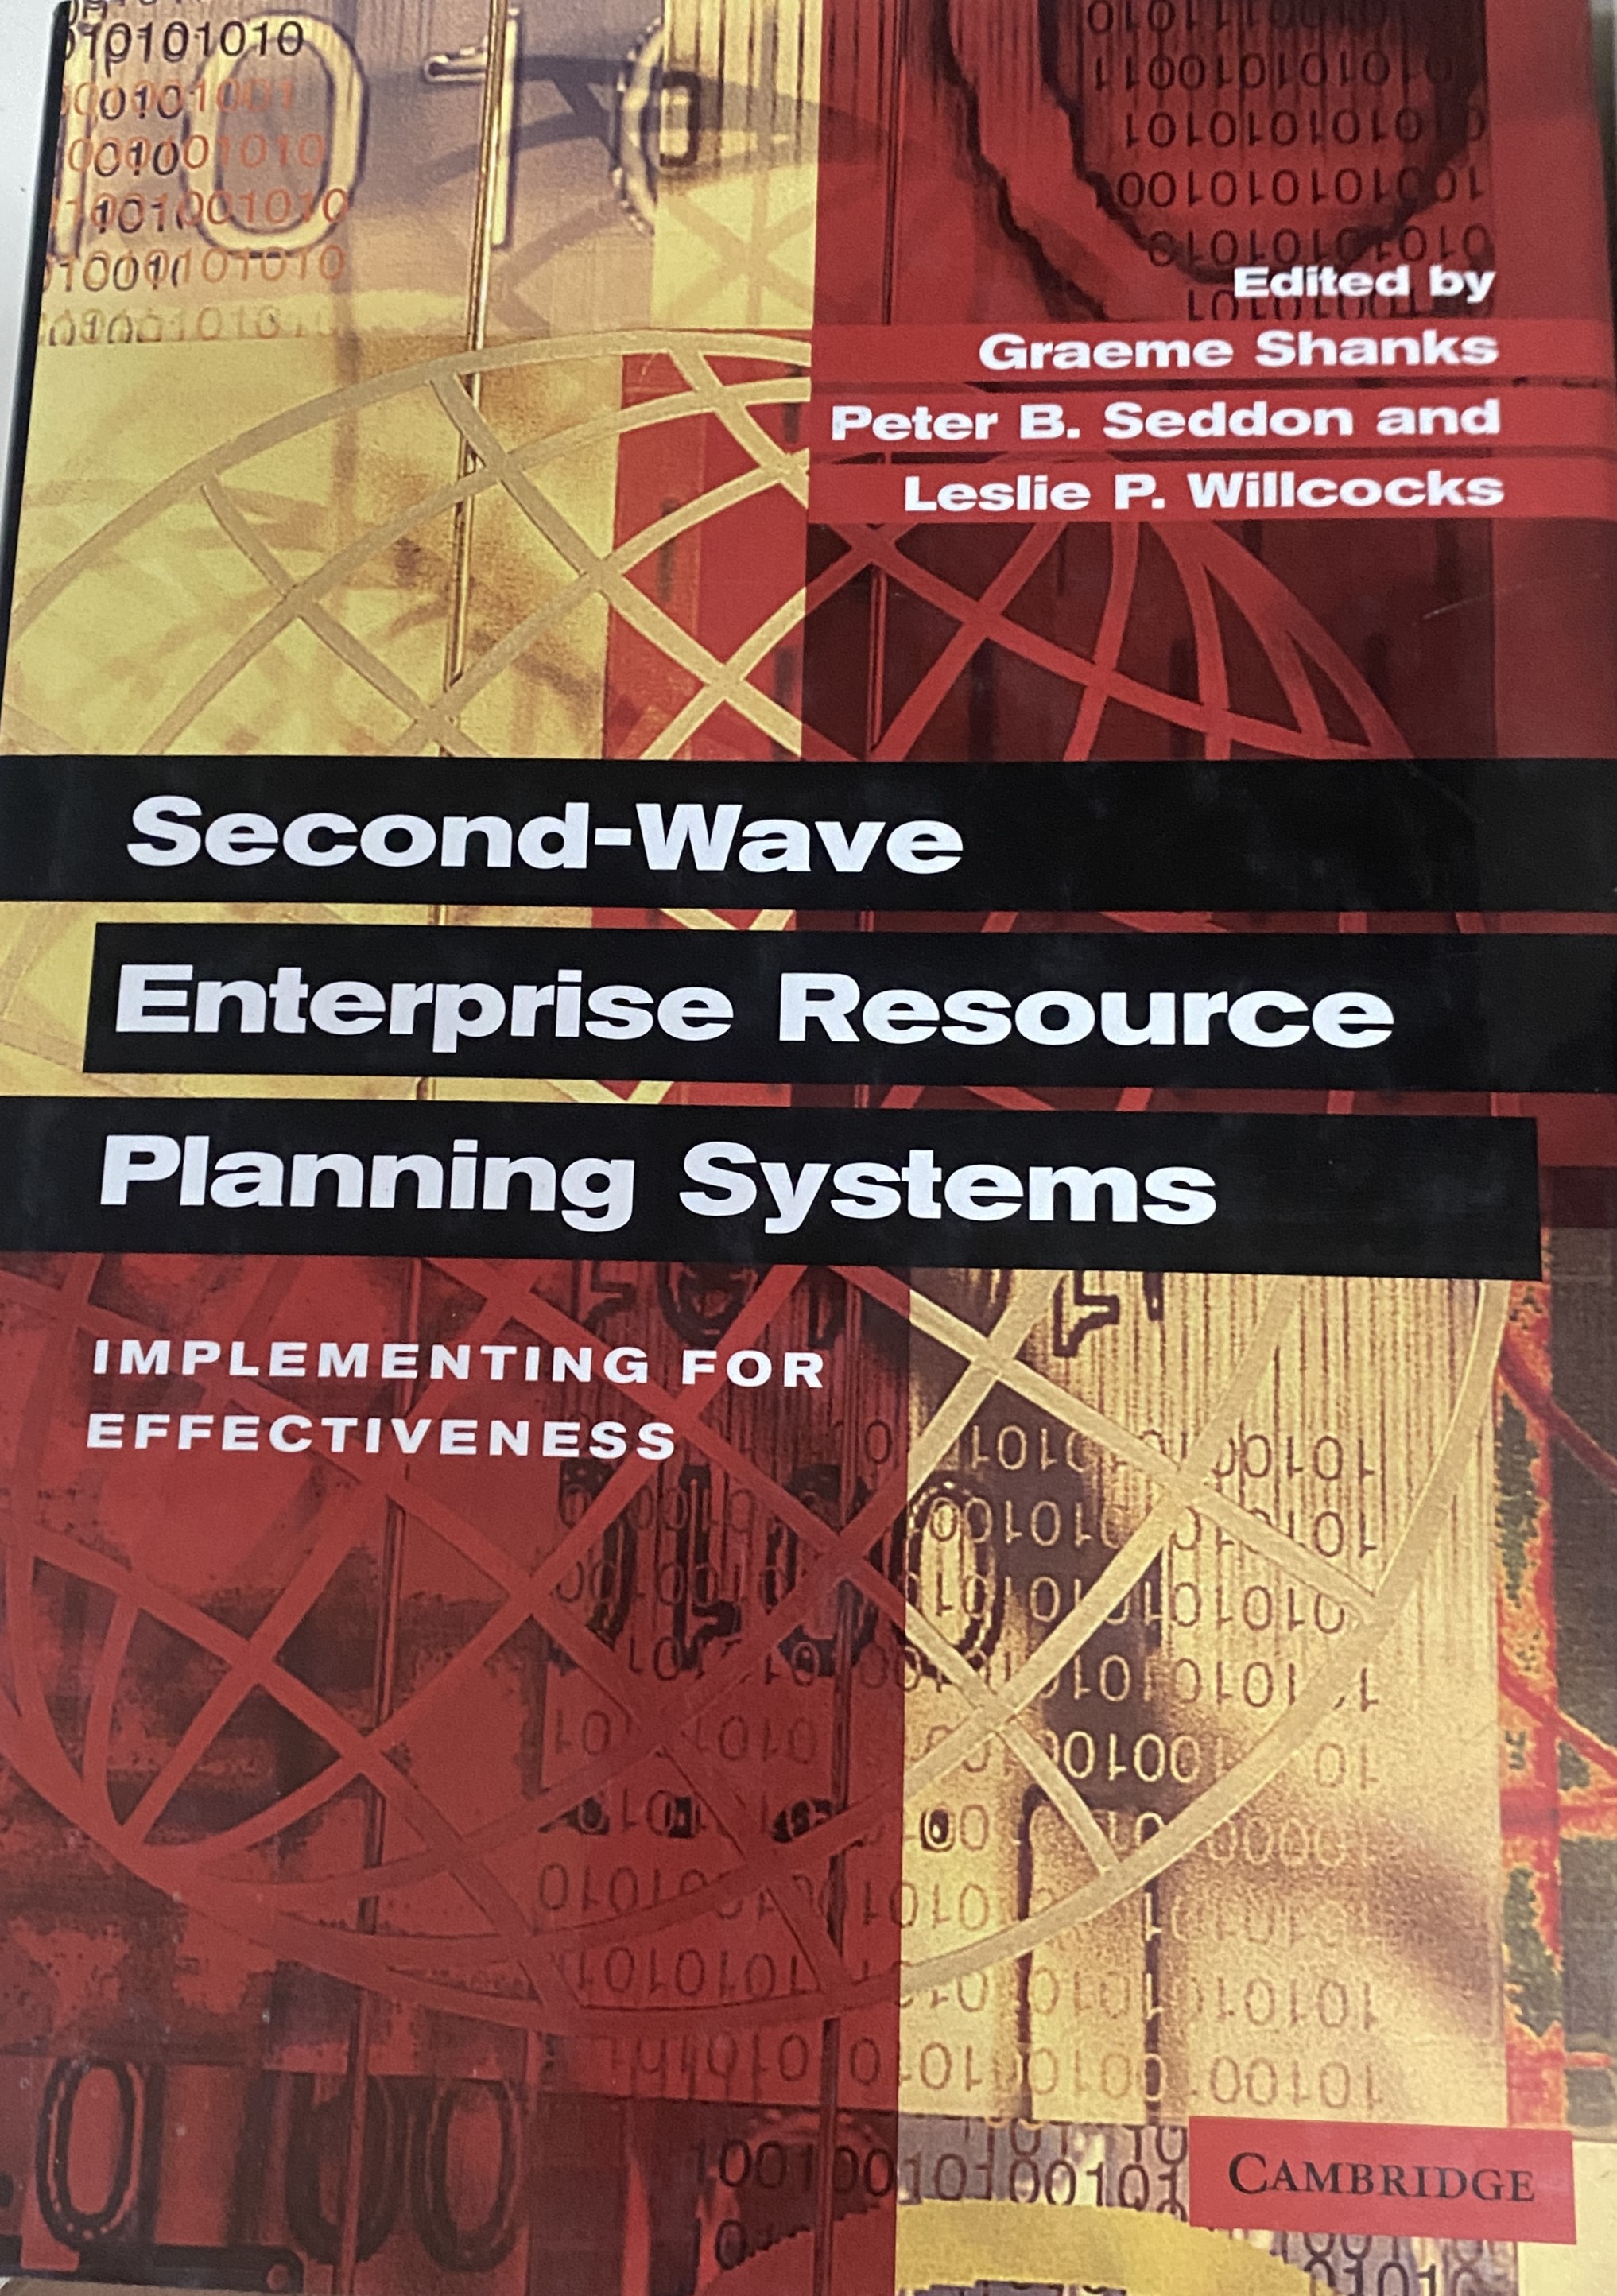 Edited by
Graeme Shanks
Peter B. Seddon and
Leslie P. Willcocks
Second-Wave
Enterprise Resource
Planning Systems
IMPLEMENTING FOR
EFFECTIVENESS
CAMBRIDGE